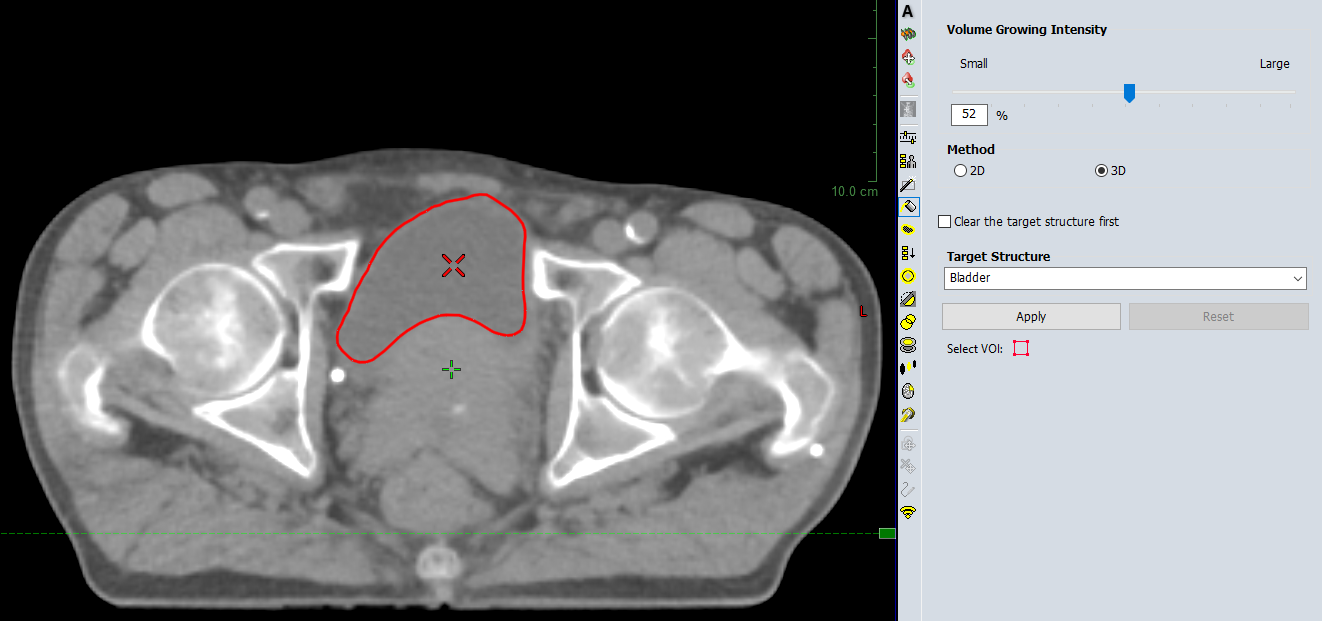 A
Volume Growing Intensity
Small Large
52 %
Method
2D 3D
10.0 cm
Clear the target structure first
Target Structure
Bladder
L
Apply Reset
Select VOI: